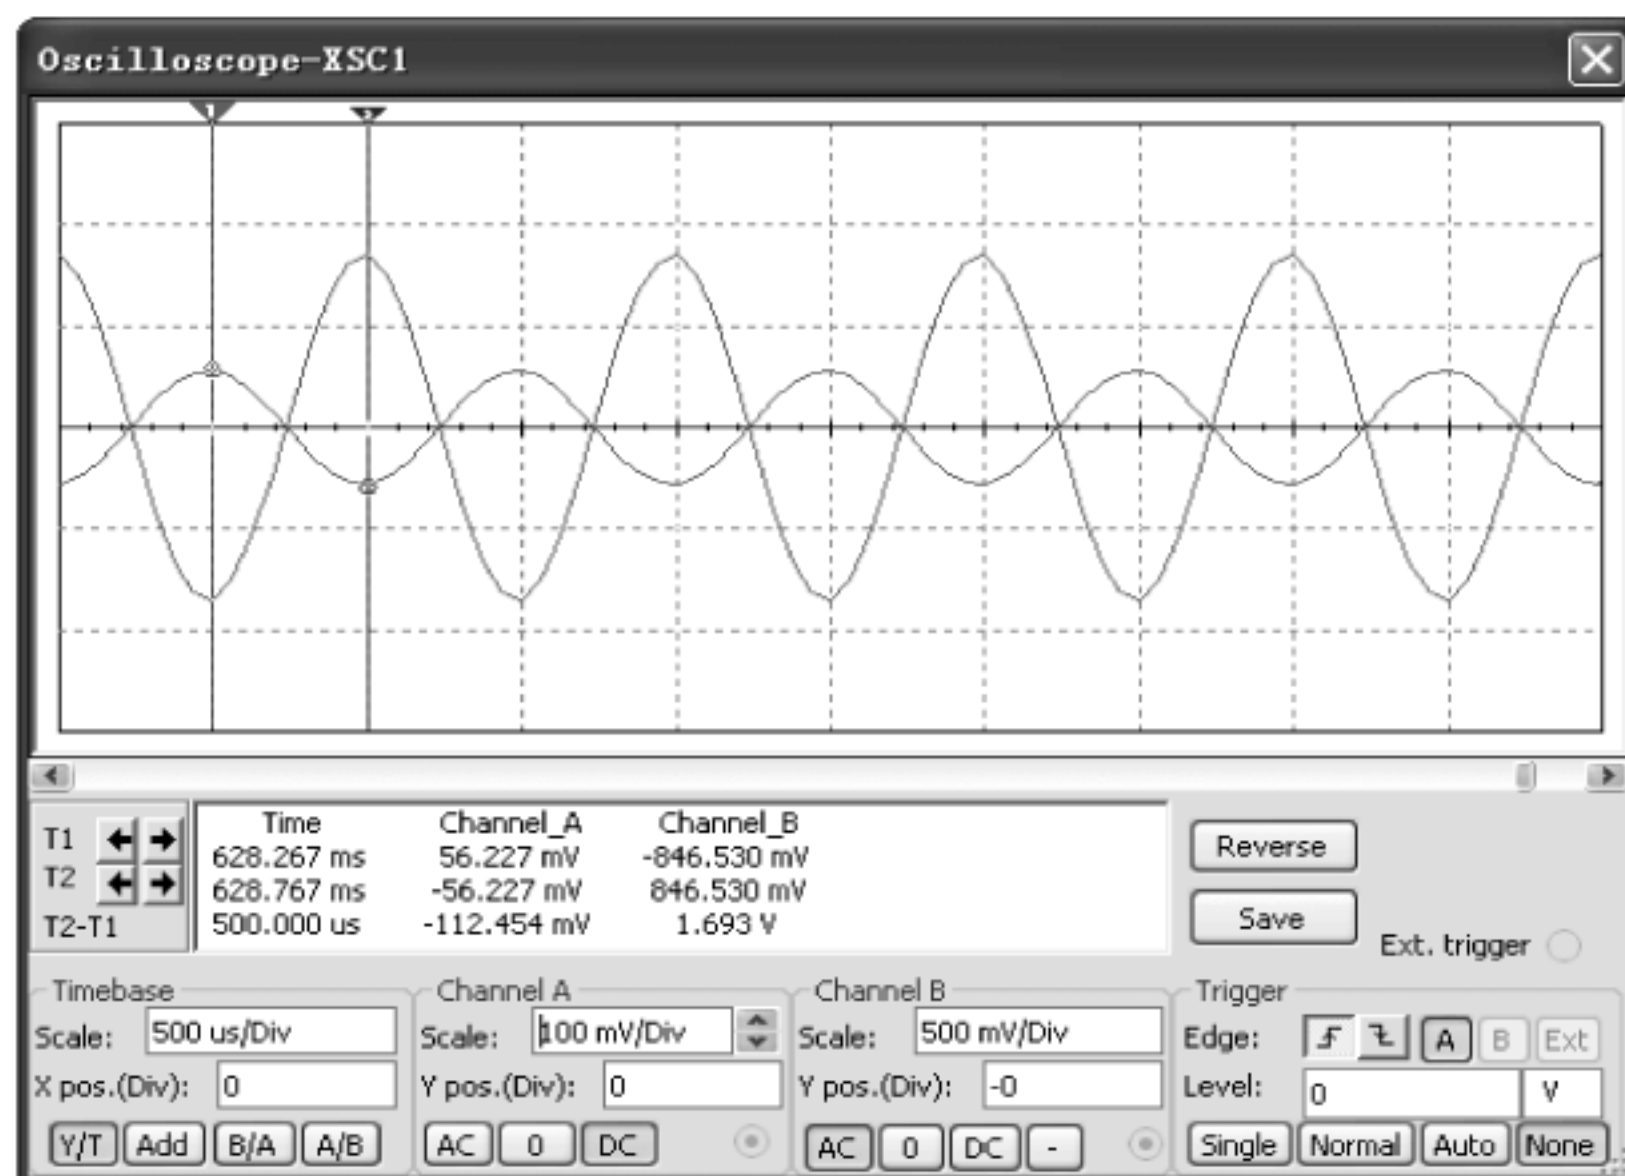 Oscilloscope-XSC1
1
2
Time Channel_A Channel_B
T1 628.267 ms 56.227 mV -846.530 mV
T2 628.767 ms -56.227 mV 846.530 mV
T2-T1 500.000 us -112.454 mV 1.693 V
Reverse
Save
Ext. trigger
Timebase Channel A Channel B Trigger
Scale: 500 us/Div Scale: 100 mV/Div Scale: 500 mV/Div Edge: A B Ext
X pos.(Div): 0 Y pos.(Div): 0 Y pos.(Div): -0 Level: 0 V
Y/T Add B/A A/B AC 0 DC AC 0 DC - Single Normal Auto None